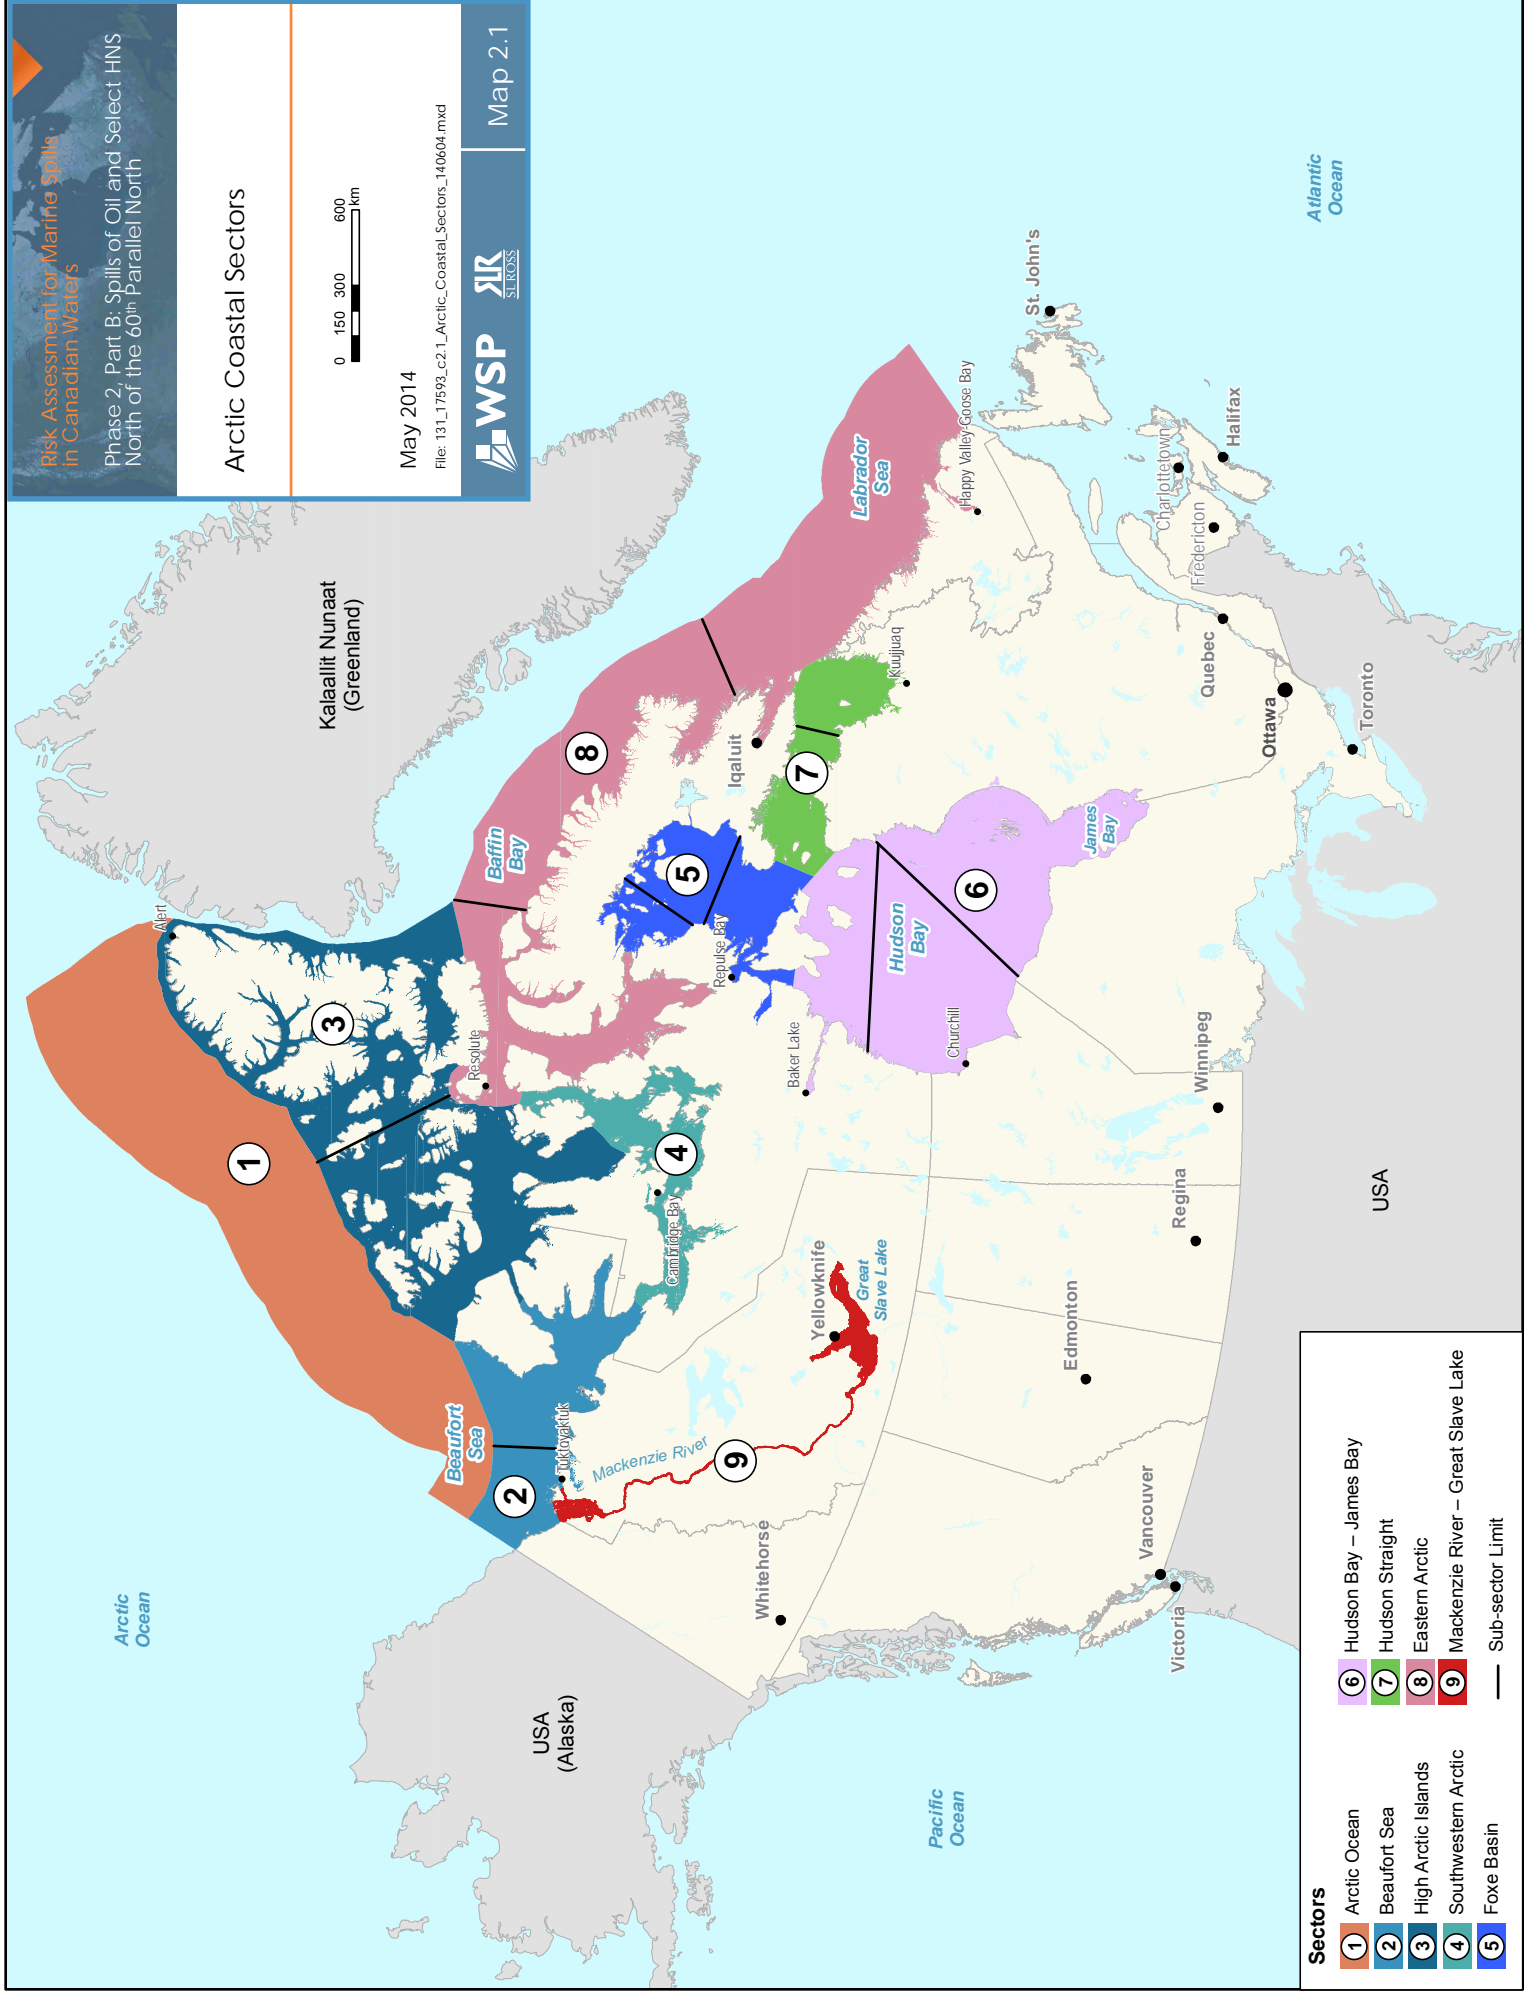 Risk Assessment for Marine Spills
in Canadian Waters
Phase 2, Part B: Spills of Oil and Select HNS
North of the 60th Parallel North
Arctic Coastal Sectors
0 150 300 600
km
May 2014
File: 131_17593_c2.1_Arctic_Coastal_Sectors_140604.mxd
WSP
SLR
SL ROSS
Map 2.1
Arctic
Ocean
Kalaallit Nunaat
(Greenland)
Alert
1
3
Beaufort
Sea
Baffin
Bay
8
Resolute
2
Tuktoyaktuk
USA
(Alaska)
Mackenzie River
9
Cambridge Bay
4
5
Repulse Bay
Iqaluit
7
Labrador
Sea
Whitehorse
Yellowknife
Great
Slave Lake
Baker Lake
Kuujjuaq
Hudson
Bay
6
Churchill
Happy Valley-Goose Bay
St. John's
James
Bay
Pacific
Ocean
Edmonton
Vancouver
Victoria
Regina
Winnipeg
Quebec
Fredericton
Charlottetown
Halifax
Ottawa
Toronto
Atlantic
Ocean
USA
Sectors
1 Arctic Ocean
2 Beaufort Sea
3 High Arctic Islands
4 Southwestern Arctic
5 Foxe Basin
6 Hudson Bay – James Bay
7 Hudson Straight
8 Eastern Arctic
9 Mackenzie River – Great Slave Lake
Sub-sector Limit